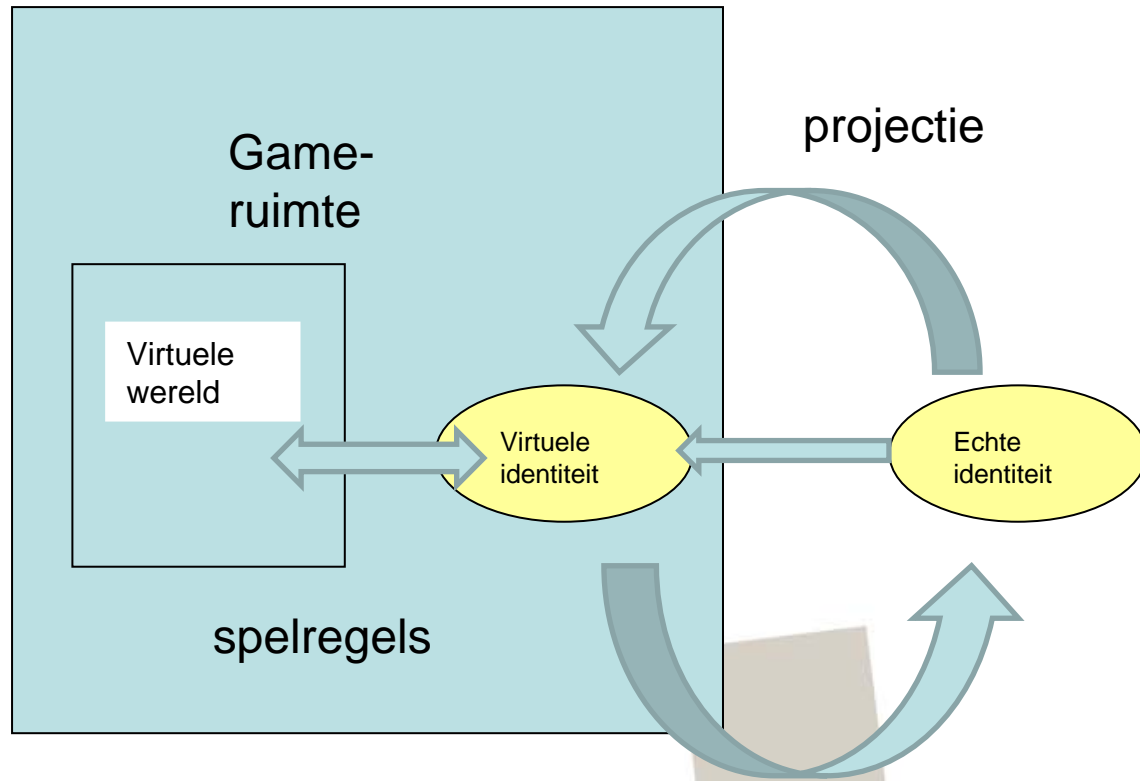 Game-
ruimte
projectie
Virtuele
wereld
Virtuele
identiteit
Echte
identiteit
spelregels